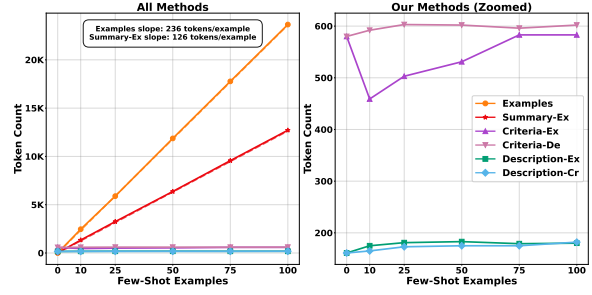 All Methods
Examples slope: 236 tokens/example
Summary-Ex slope: 126 tokens/example
Token Count
20K
15K
10K
5K
0
0 10 25 50 75 100
Few-Shot Examples
Our Methods (Zoomed)
Token Count
600
500
400
300
200
Examples
Summary-Ex
Criteria-Ex
Criteria-De
Description-Ex
Description-Cr
0 10 25 50 75 100
Few-Shot Examples